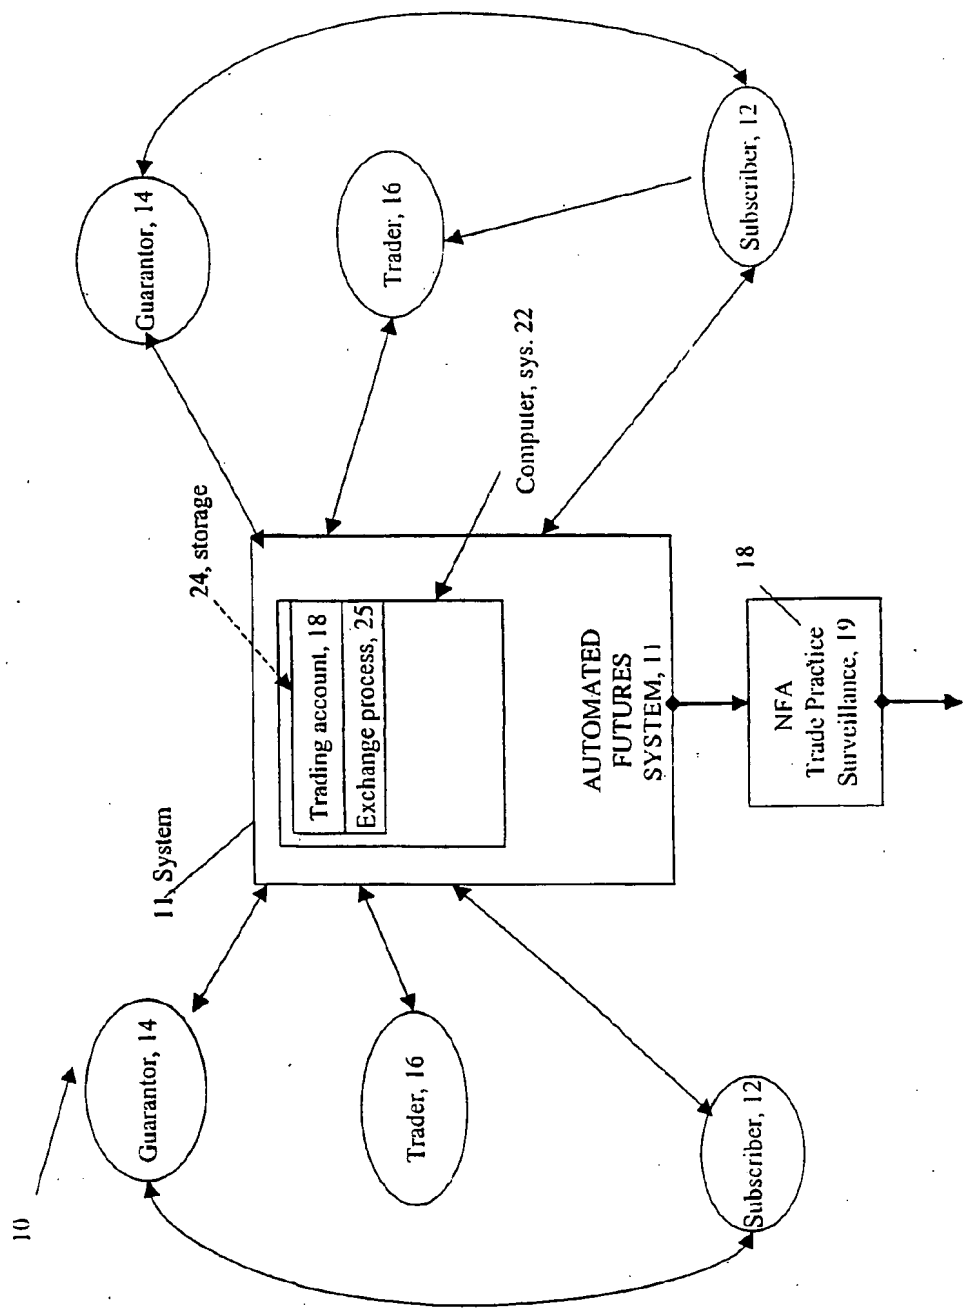 10
Guarantor, 14
Trader, 16
Subscriber, 12
11, System
24, storage
Trading account, 18
Exchange process, 25
AUTOMATED
FUTURES
SYSTEM, 11
Computer, sys. 22
NFA
Trade Practice
Surveillance, 19
18
Guarantor, 14
Trader, 16
Subscriber, 12